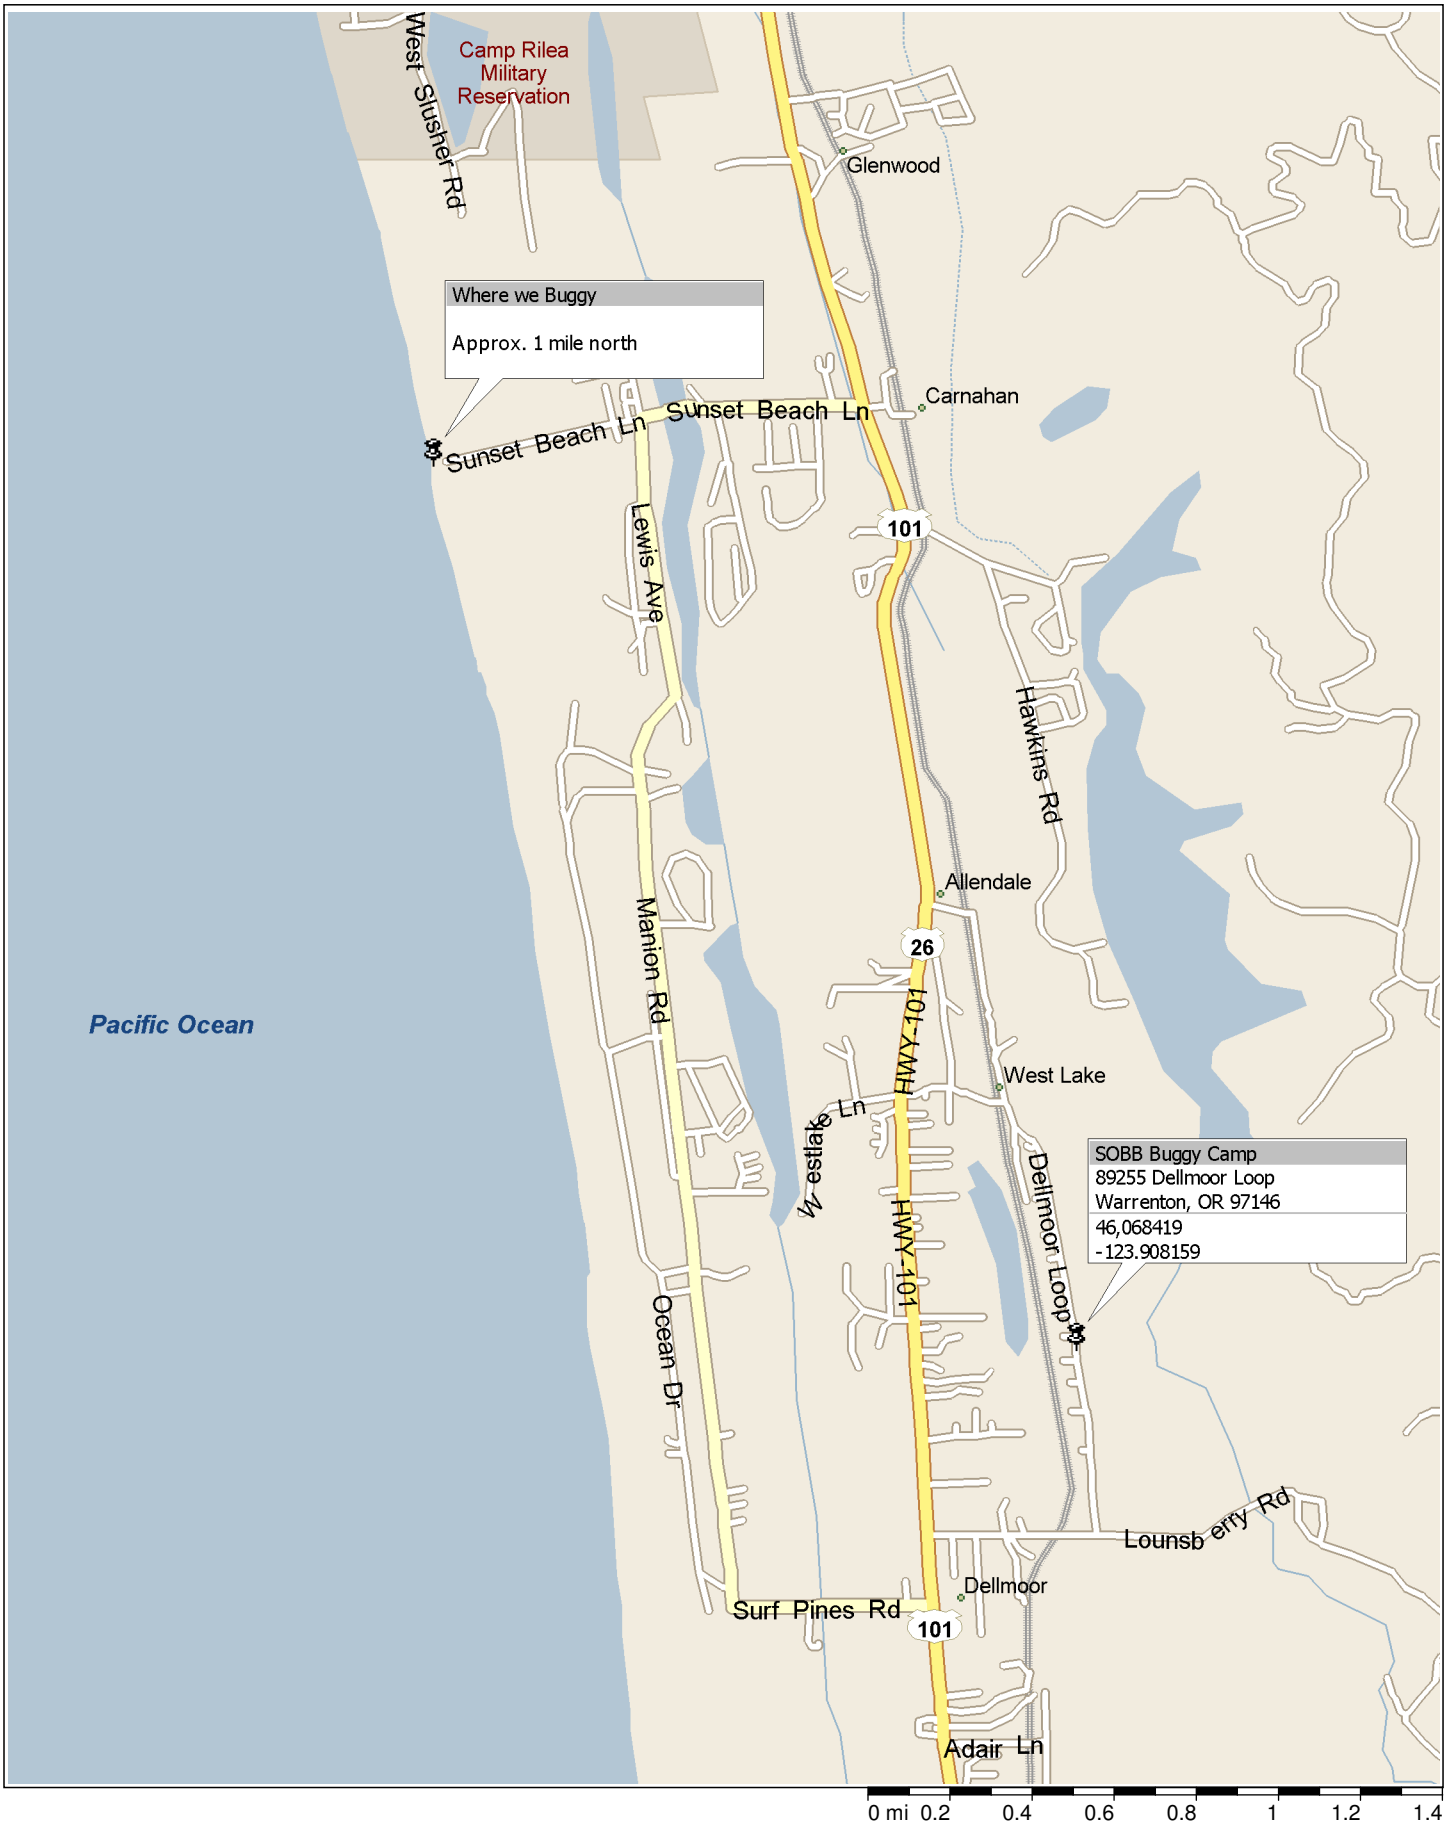 West Slusher Rd
Camp Rilea
Military
Reservation
Glenwood
Where we Buggy
Approx. 1 mile north
Carnahan
Sunset Beach Ln
Sunset Beach Ln
Lewis Ave
101
Hawkins Rd
Allendale
Manion Rd
26
HWY-101
Pacific Ocean
West Lake
Westlake Ln
SOBB Buggy Camp
89255 Dellmoor Loop
Warrenton, OR 97146
46,068419
-123.908159
Dellmoor Loop
HWY-101
Ocean Dr
Lounsberry Rd
Dellmoor
Surf Pines Rd
101
Adair Ln
0 mi 0.2 0.4 0.6 0.8 1 1.2 1.4